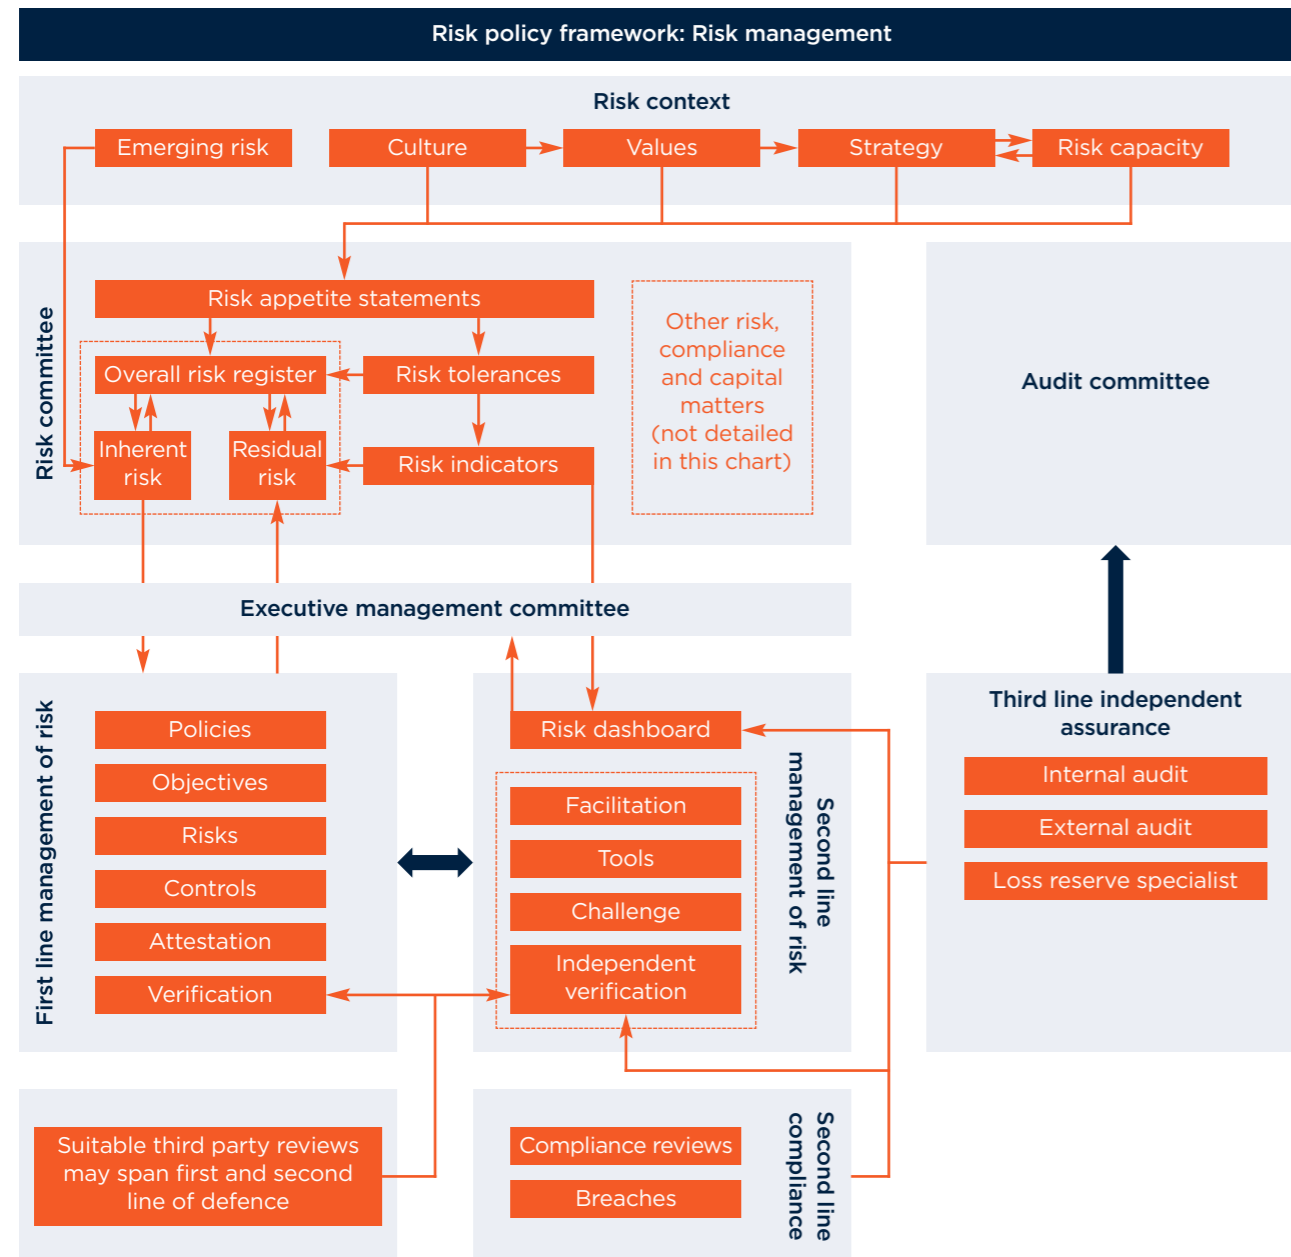 Risk policy framework: Risk management
Risk context
Emerging risk
Culture
Values
Strategy
Risk capacity
Risk committee
Risk appetite statements
Overall risk register
Risk tolerances
Inherent
risk
Residual
risk
Risk indicators
Other risk,
compliance
and capital
matters
(not detailed
in this chart)
Audit committee
Executive management committee
First line management of risk
Policies
Objectives
Risks
Controls
Attestation
Verification
Risk dashboard
Facilitation
Tools
Challenge
Independent
verification
Second line
management of risk
Third line independent
assurance
Internal audit
External audit
Loss reserve specialist
Suitable third party reviews
may span first and second
line of defence
Compliance reviews
Breaches
Second line
compliance